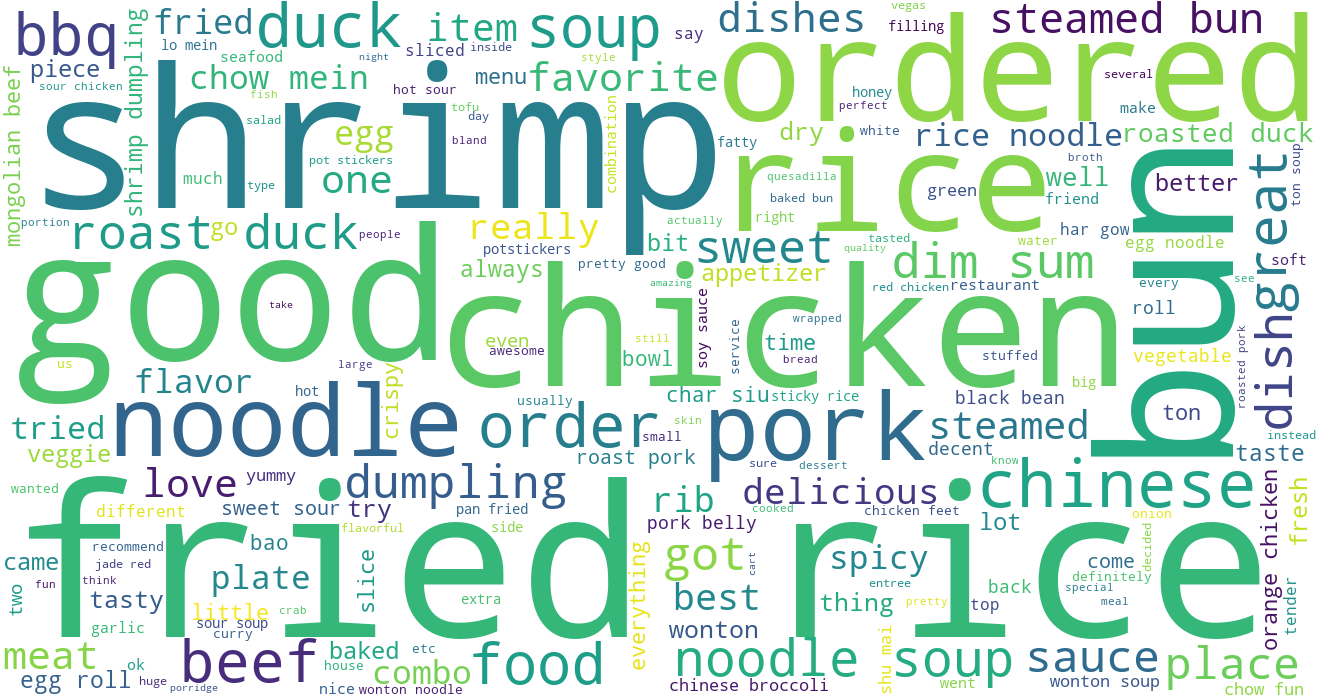 bbq
fried
duck
item
soup
say
dishes
vegas
filling
steamed bun
lo mein
sliced
inside
night
style
seafood
piece
chow mein
menu
favorite
ordered
several
mongolian beef
sour chicken
shrimp dumpling
fish
hot sour
tofu
day
combination
honey
perfect
make
salad
shrimp
egg
bland
fatty
dry
white
rice noodle
roasted duck
pot stickers
one
much
type
rice
quesadilla
baked bun
green
broth
well
friend
better
bun
great
ton soup
portion
roast
go
duck
people
really
potstickers
actually
bit
right
sweet
tasted
quality
water
har gow
egg noodle
pretty good
always
appetizer
dim sum
soft
good
chicken
amazing
red chicken
restaurant
every
see
take
soy sauce
service
wrapped
roll
dish
even
awesome
still
bowl
time
bread
stuffed
vegetable
roasted pork
us
large
flavor
hot
crispy
usually
char siu
sticky rice
black bean
big
ton
tried
noodle
order
skin
small
pork
steamed
decent
instead
veggie
roast pork
taste
love
yummy
dumpling
sure
dessert
know
chinese
wanted
rib
delicious
different
sweet sour
try
pan fried
pork belly
cooked
chicken feet
lot
onion
orange chicken
fresh
fried rice
flavorful
side
came
recommend
bao
got
spicy
come
decided
jade red
slice
everything
cart
entree
definitely
two
fun
think
plate
best
back
special
tasty
little
crab
extra
thing
pretty
top
meal
tender
garlic
sour soup
curry
wonton
meat
ok
beef
baked
etc
food
noodle soup
shu mai
sauce
place
egg roll
huge
porridge
house
combo
nice
wonton noodle
chinese broccoli
went
wonton soup
chow fun